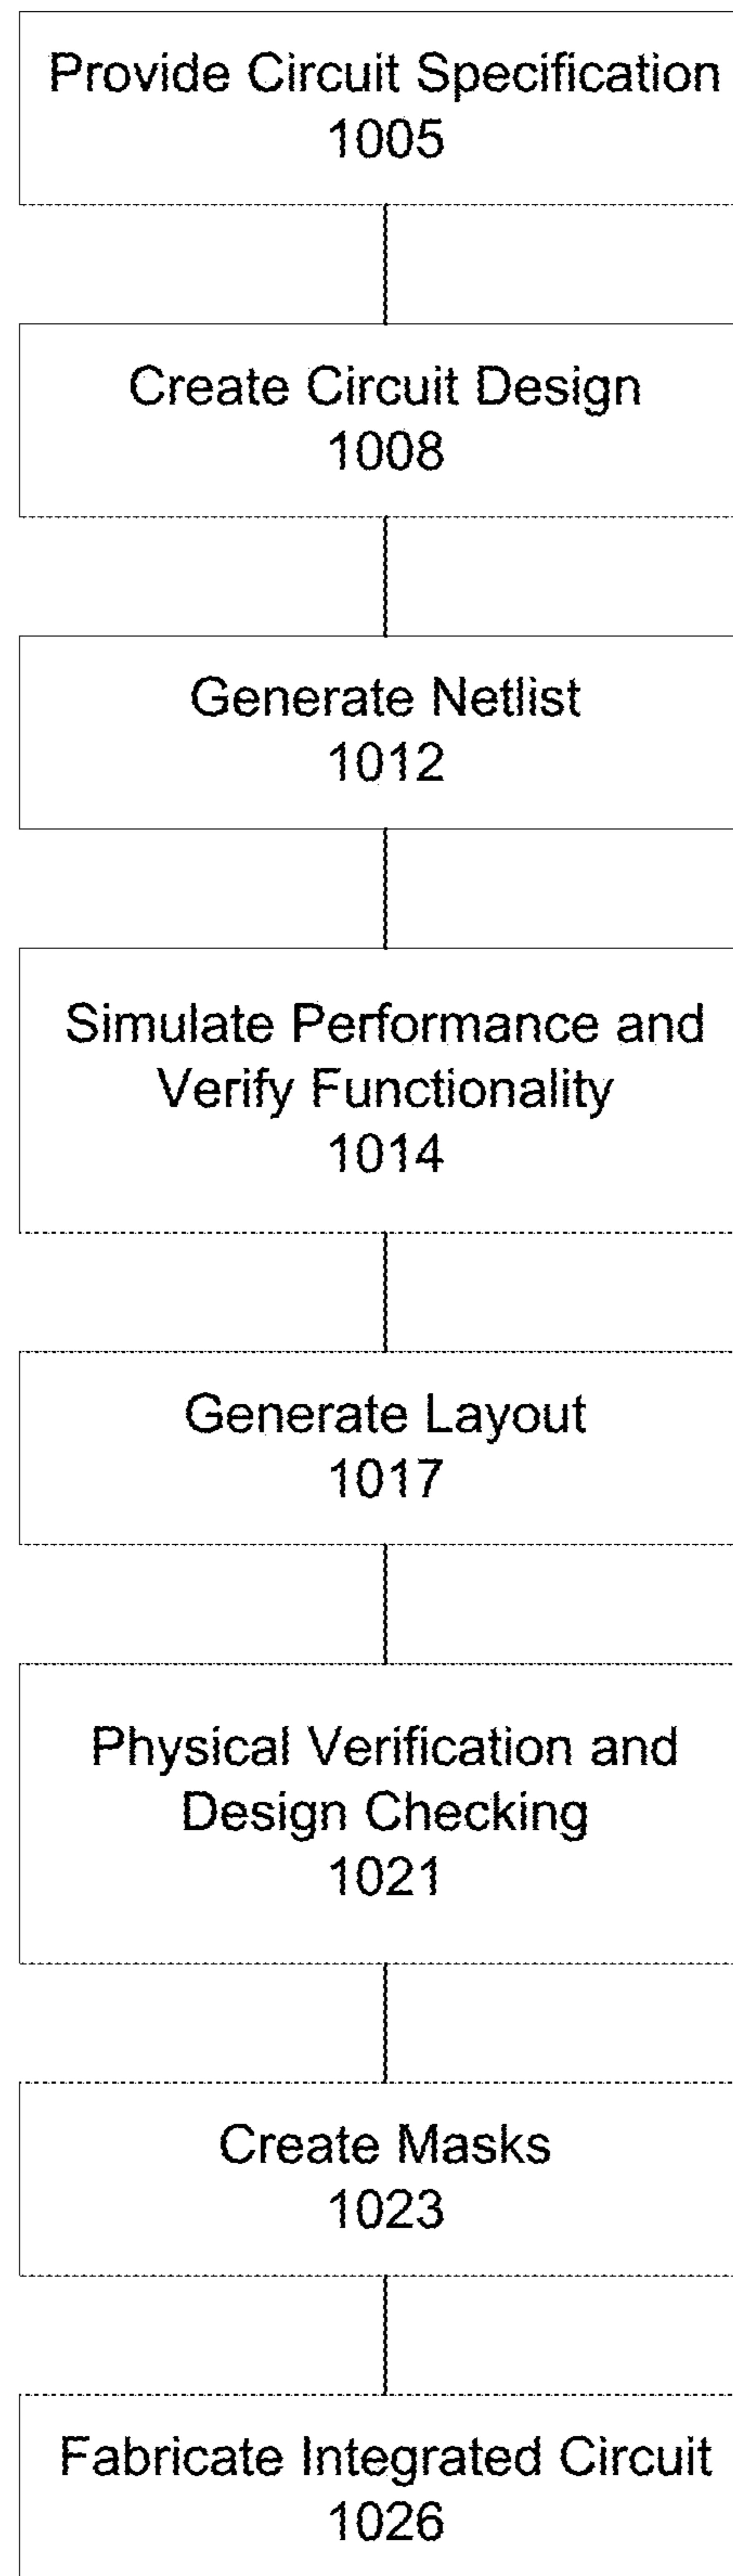 Provide Circuit Specification
1005
Create Circuit Design
1008
Generate Netlist
1012
Simulate Performance and
Verify Functionality
1014
Generate Layout
1017
Physical Verification and
Design Checking
1021
Create Masks
1023
Fabricate Integrated Circuit
1026